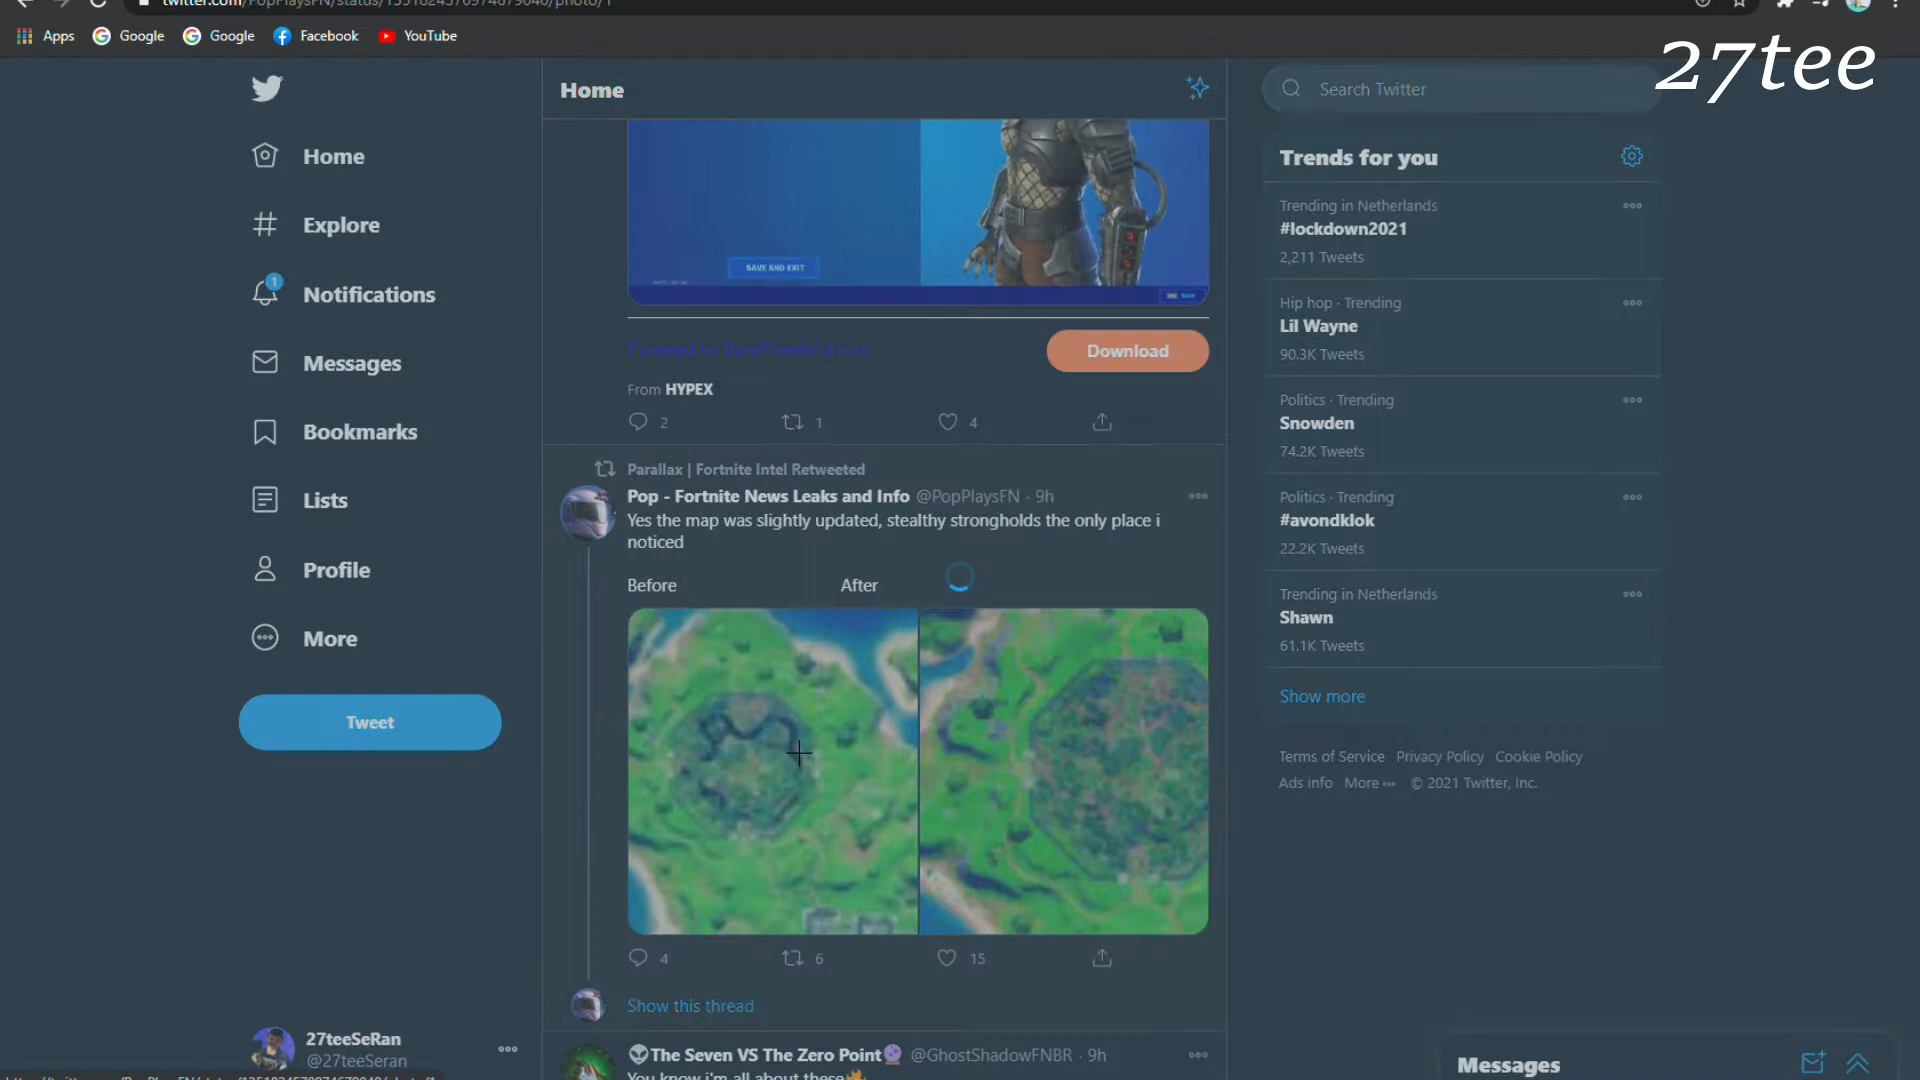 Apps Google Google Facebook YouTube
27tee
Home
Search Twitter
Home
Explore
1
Notifications
Messages
Bookmarks
Lists
Profile
More
Tweet
27teeSeRan
@27teeSeran
SAVE AND EXIT
Download
From HYPEX
2 1 4
Parallax | Fortnite Intel Retweeted
Pop - Fortnite News Leaks and Info @PopPlaysFN · 9h
Yes the map was slightly updated, stealthy strongholds the only place i
noticed
Before After
4 6 15
Show this thread
The Seven VS The Zero Point @GhostShadowFNBR · 9h
You know i'm all about these
Trends for you
Trending in Netherlands
#lockdown2021
2,211 Tweets
Hip hop · Trending
Lil Wayne
90.3K Tweets
Politics · Trending
Snowden
74.2K Tweets
Politics · Trending
#avondklok
22.2K Tweets
Trending in Netherlands
Shawn
61.1K Tweets
Show more
Terms of Service Privacy Policy Cookie Policy
Ads info More © 2021 Twitter, Inc.
Messages